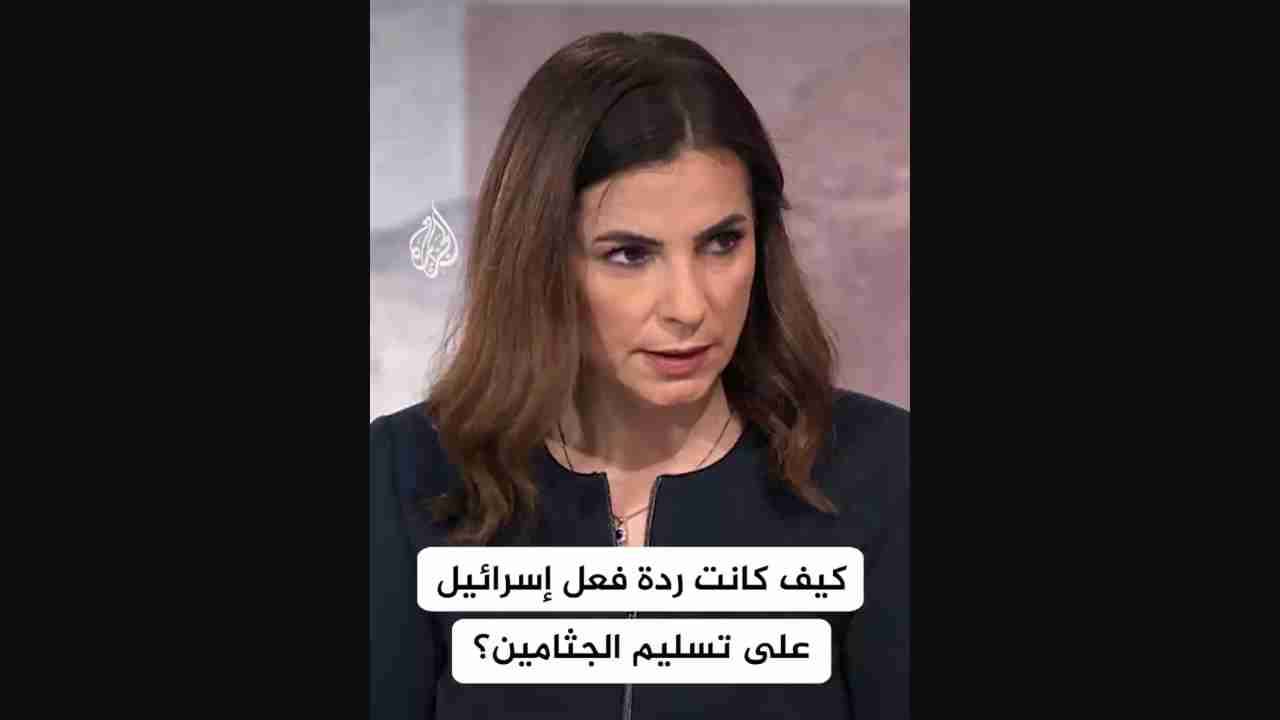 كيف كانت ردة فعل إسرائيل
على تسليم الجثامين؟